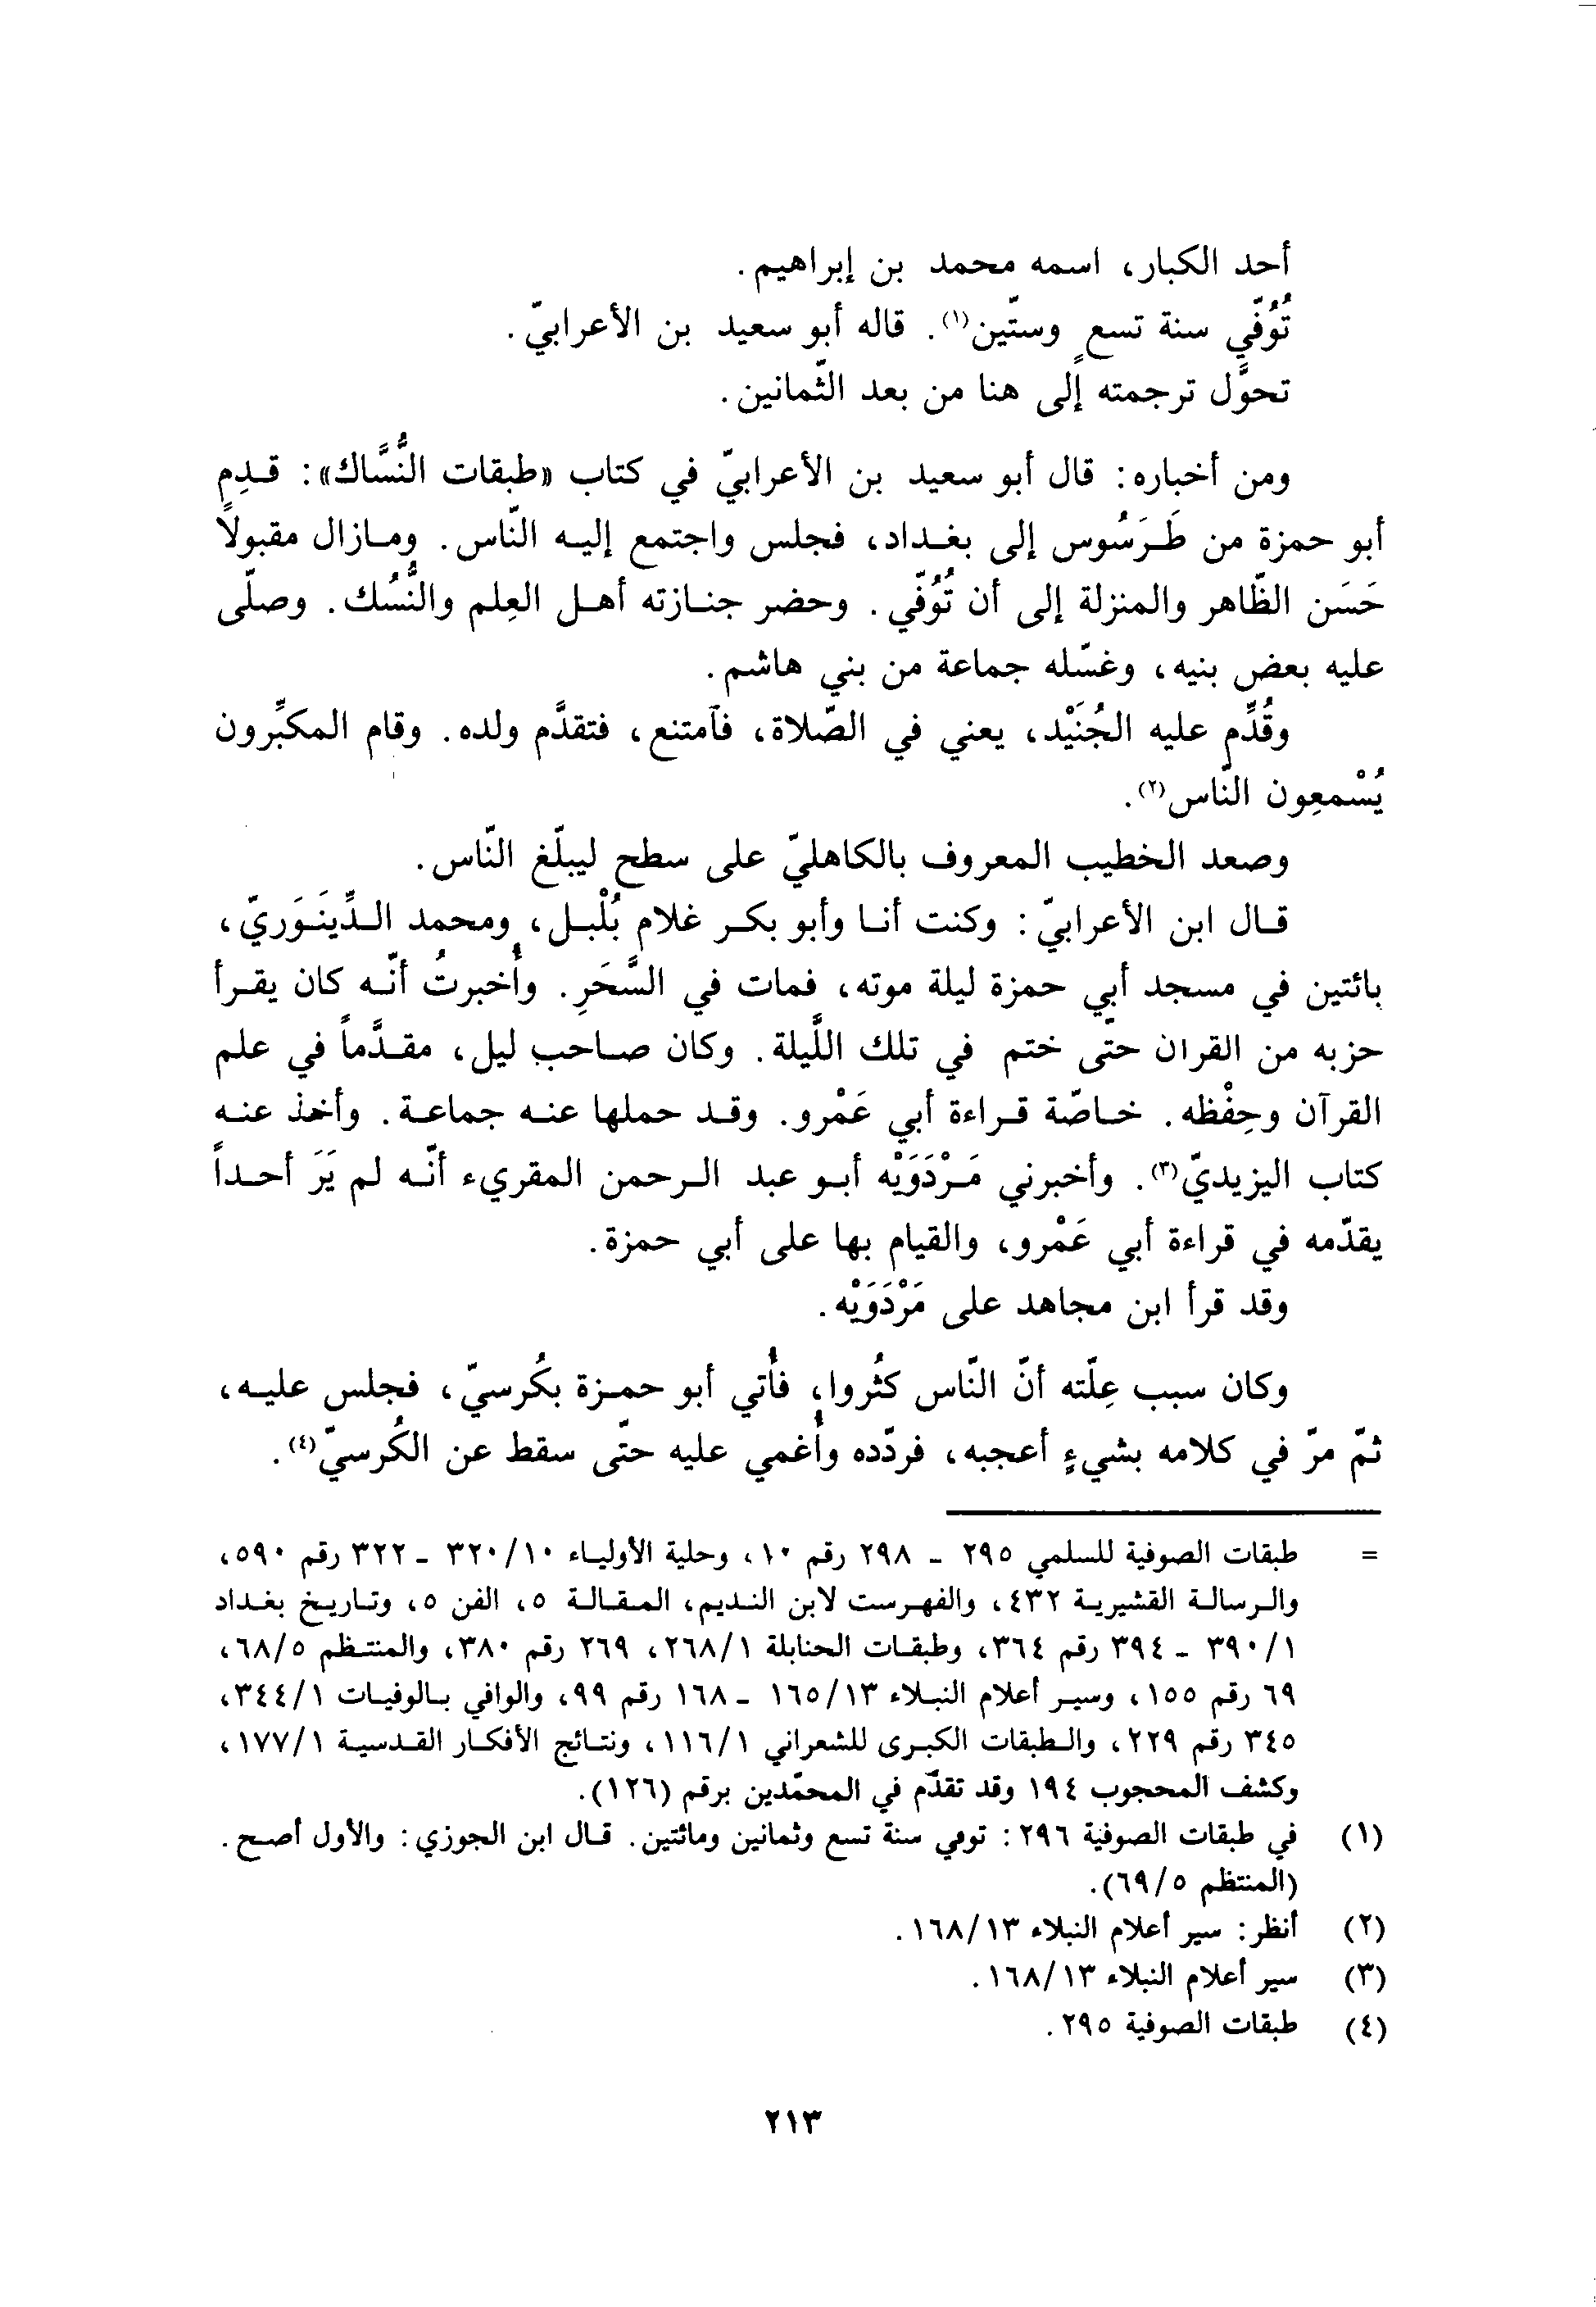 أحد الكبار، اسمه محمد بن إبراهيم.
تُوُفّي سنة تسعٍ وستّين(١). قاله أبو سعيد بن الأعرابيّ.
تحوَّل ترجمته إلى هنا من بعد الثّمانين.
ومن أخباره: قال أبو سعيد بن الأعرابيّ في كتاب «طبقات النُّسَّاك»: قدِم
أبو حمزة من طَرَسُوس إلى بغداد، فجلس واجتمع إليه النّاس. ومازال مقبولاً
حَسَن الظّاهر والمنزلة إلى أن تُوُفّي. وحضر جنازته أهل العِلم والنُّسُك. وصلّى
عليه بعض بنيه، وغسّله جماعة من بني هاشم.
وقُدِّم عليه الجُنَيْد، يعني في الصّلاة، فآمتنع، فتقدَّم ولده. وقام المكبِّرون
يُسْمعِون النّاس(٢).
وصعد الخطيب المعروف بالكاهليّ على سطح ليبلّغ النّاس.
قال ابن الأعرابيّ: وكنت أنا وأبو بكر غلام بُلْبل، ومحمد الدِّينَوَريّ،
بائتين في مسجد أبي حمزة ليلة موته، فمات في السَّحَرِ. وأُخبرتُ أنّه كان يقرأ
حزبه من القران حتّى ختم في تلك اللَّيلة. وكان صاحب ليل، مقدَّماً في علم
القرآن وحِفْظه. خاصّة قراءة أبي عَمْرو. وقد حملها عنه جماعة. وأخذ عنه
كتاب اليزيديّ(٣). وأخبرني مَرْدَوَيْه أبو عبد الرحمن المقريء أنّه لم يَرَ أحداً
يقدّمه في قراءة أبي عَمْرو، والقيام بها على أبي حمزة.
وقد قرأ ابن مجاهد على مَرْدَوَيْه.
وكان سبب عِلّته أنّ النّاس كثُروا، فأُتي أبو حمزة بكُرسيّ، فجلس عليه،
ثمّ مرّ في كلامه بشيءٍ أعجبه، فردّده وأُغمي عليه حتّى سقط عن الكُرسيّ(٤).
= طبقات الصوفية للسلمي ٢٩٥ - ٢٩٨ رقم ١٠، وحلية الأولياء ٣٢٠/١٠ - ٣٢٢ رقم ٥٩٠،
والرسالة القشيرية ٤٣٢، والفهرست لابن النديم، المقالة ٥، الفن ٥، وتاريخ بغداد
٣٩٠/١ - ٣٩٤ رقم ٣٦٤، وطبقات الحنابلة ٢٦٨/١، ٢٦٩ رقم ٣٨٠، والمنتظم ٦٨/٥،
٦٩ رقم ١٥٥، وسير أعلام النبلاء ١٦٥/١٣ - ١٦٨ رقم ٩٩، والوافي بالوفيات ٣٤٤/١،
٣٤٥ رقم ٢٢٩، والطبقات الكبرى للشعراني ١١٦/١، ونتائج الأفكار القدسية ١٧٧/١،
وكشف المحجوب ١٩٤ وقد تقدّم في المحمّدين برقم (١٢٦).
(١) في طبقات الصوفية ٢٩٦: توفي سنة تسع وثمانين ومائتين. قال ابن الجوزي: والأول أصح.
(المنتظم ٦٩/٥).
(٢) أنظر: سير أعلام النبلاء ١٦٨/١٣.
(٣) سير أعلام النبلاء ١٦٨/١٣.
(٤) طبقات الصوفية ٢٩٥.
٢١٣